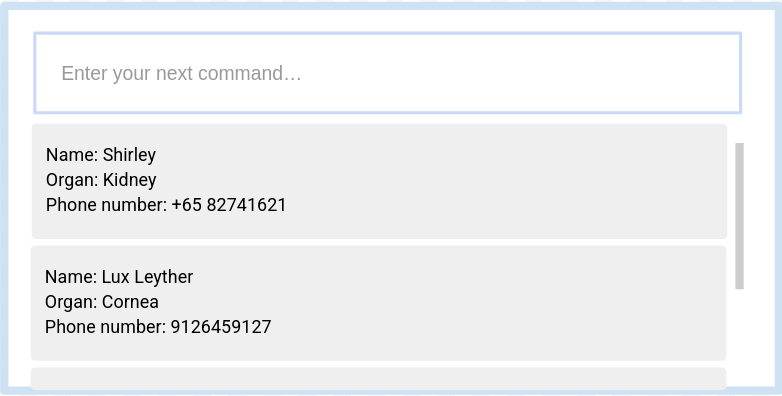 Enter your next command…
Name: Shirley
Organ: Kidney
Phone number: +65 82741621
Name: Lux Leyther
Organ: Cornea
Phone number: 9126459127